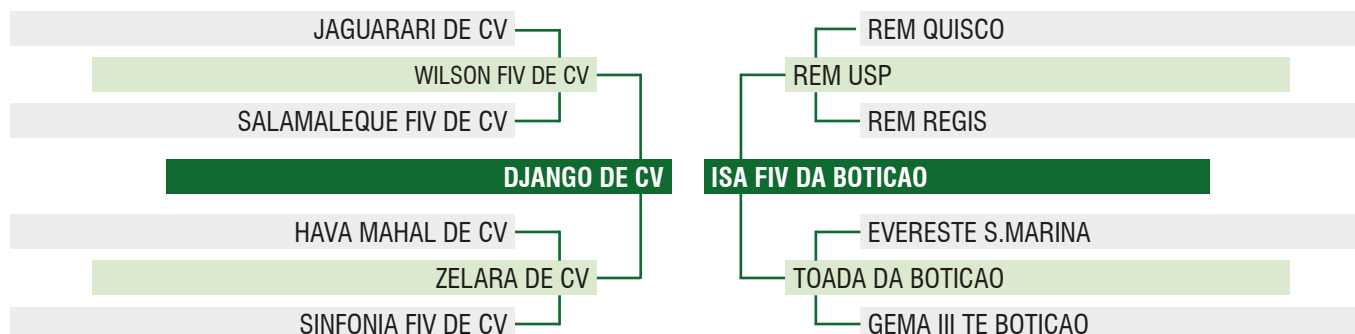 JAGUARARI DE CV
WILSON FIV DE CV
SALAMALEQUE FIV DE CV
DJANGO DE CV
HAVA MAHAL DE CV
ZELARA DE CV
SINFONIA FIV DE CV
REM QUISCO
REM USP
REM REGIS
ISA FIV DA BOTICAO
EVERESTE S.MARINA
TOADA DA BOTICAO
GEMA III TE BOTICAO